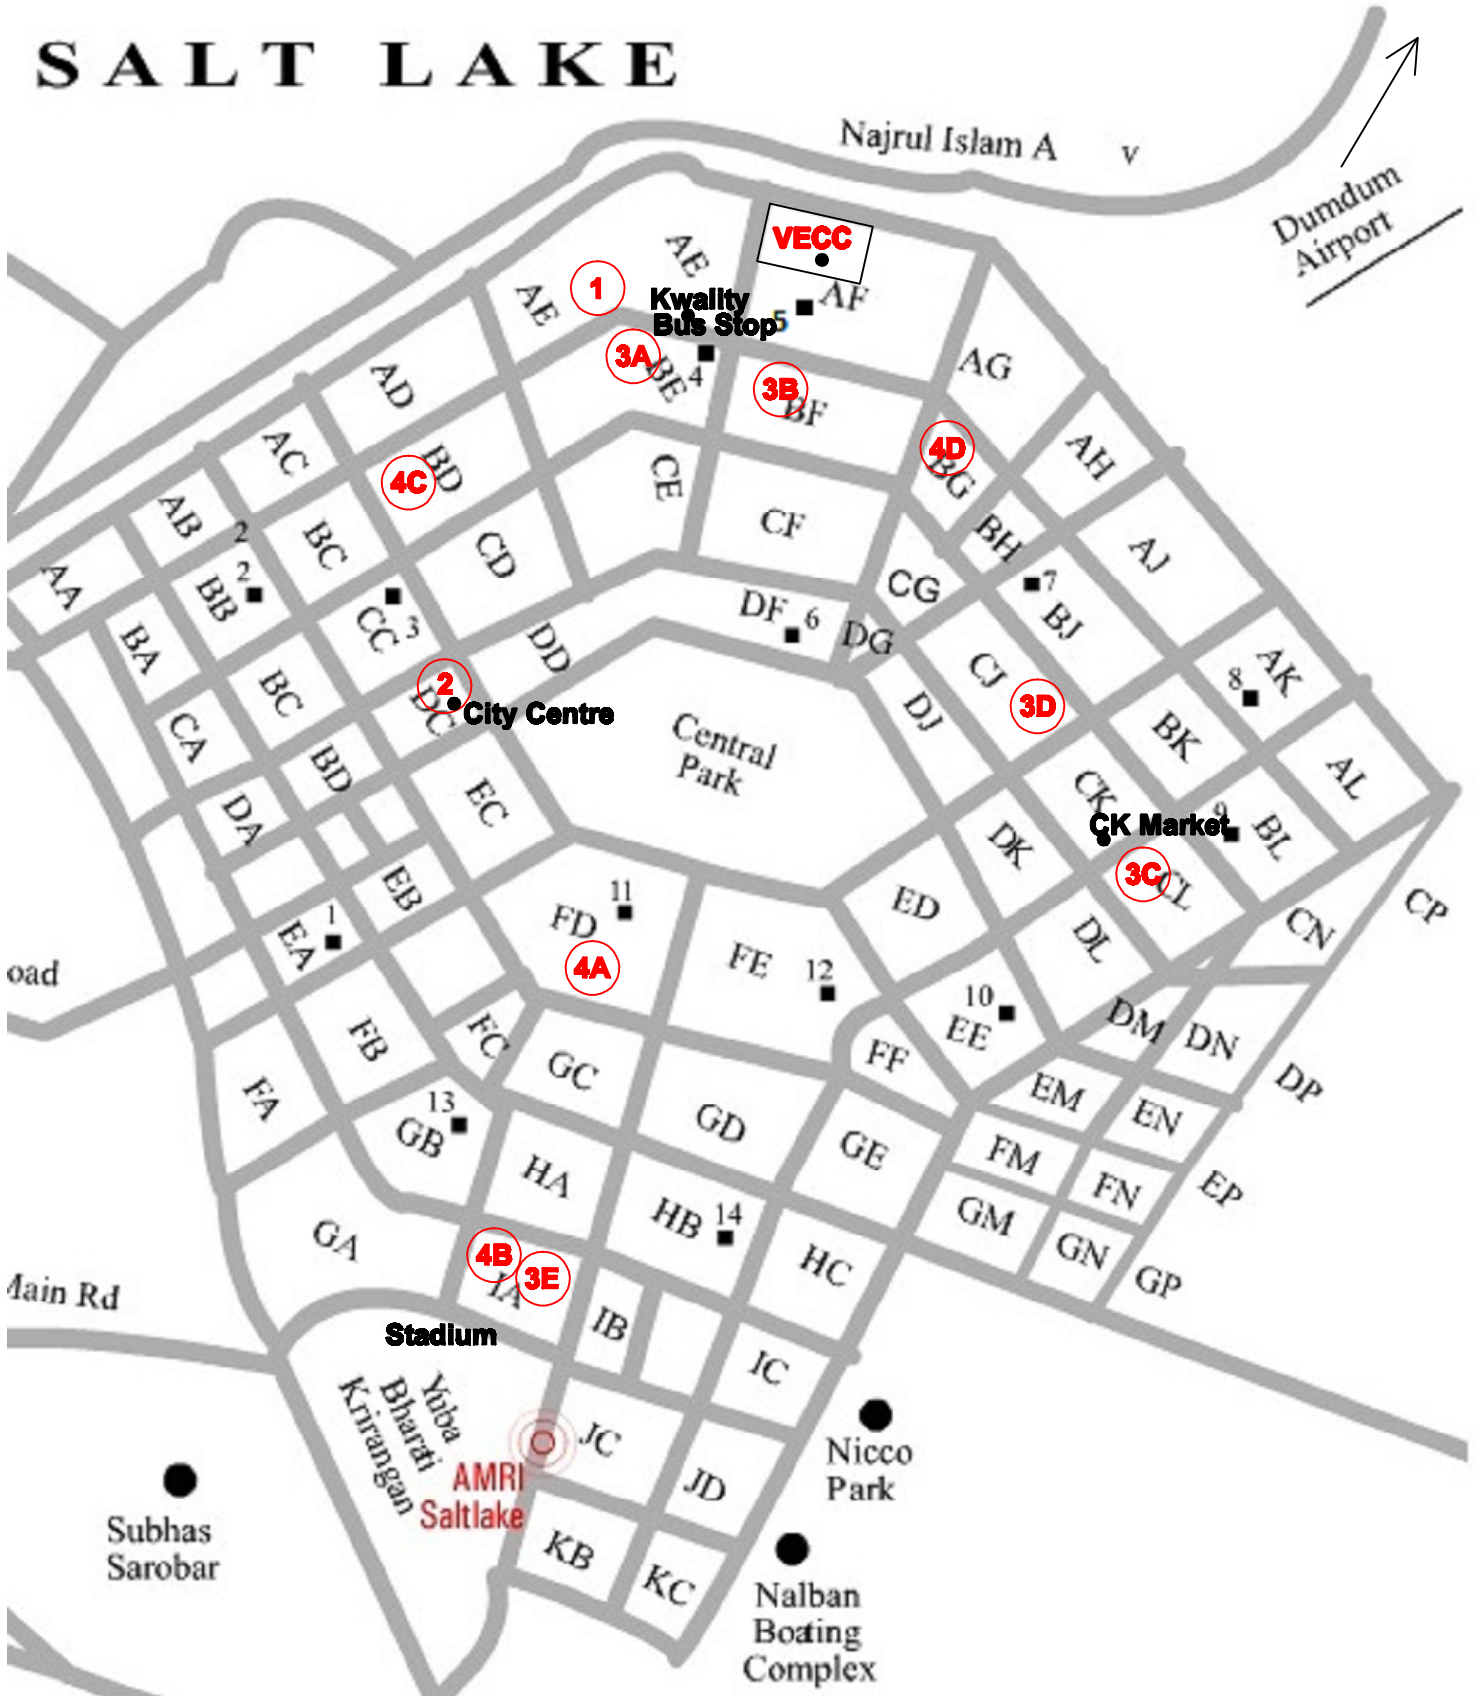 SALT LAKE
Najrul Islam A v
Dumdum
Airport
VECC
AE
AE
1
Kwality
Bus Stop
5
AF
3A
BE
4
3B
BF
AG
AD
AC
BD
4C
4D
BG
AH
AB
2
BC
CD
CE
CF
BH
AJ
AA
BB
2
CG
7
BJ
BA
CC
3
DD
DF
6
DG
BC
2
DC
City Centre
CJ
3D
8
AK
CA
Central
Park
DJ
BK
BD
AL
DA
EC
CK
CK Market
9
BL
DK
3C
CL
EB
FD
11
ED
CN
CP
EA
1
4A
FE
12
DL
oad
10
EE
DM
DN
FB
FC
GC
FF
DP
FA
13
GB
GD
EM
EN
GE
FM
FN
EP
HA
HB
14
GM
GN
GP
GA
4B
3E
IA
HC
Main Rd
IB
Stadium
IC
Yuba
Bharati
Krirangan
JC
Nicco
Park
AMRI
Saltlake
JD
Subhas
Sarobar
KB
KC
Nalban
Boating
Complex